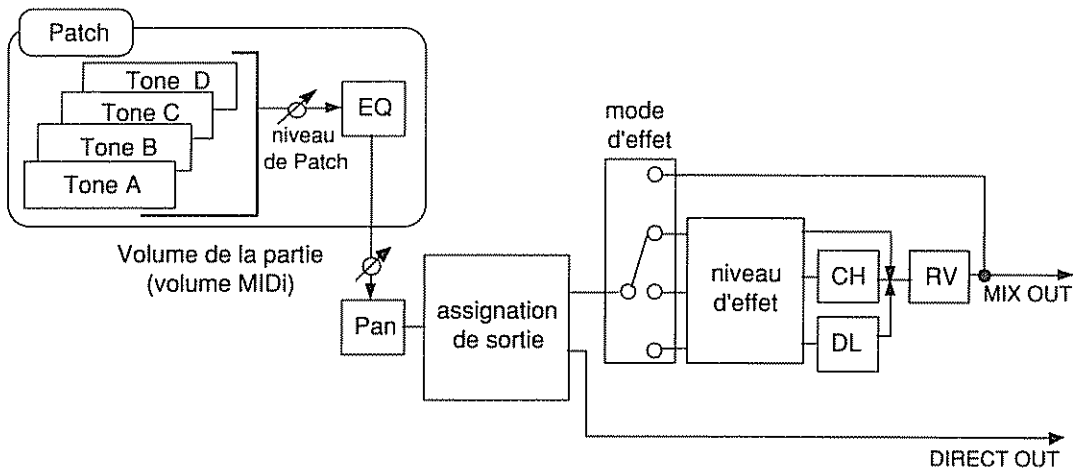 Patch
Tone D
Tone C
Tone B
Tone A
niveau
de Patch
EQ
Volume de la partie
(volume MIDi)
Pan
assignation
de sortie
mode
d'effet
niveau
d'effet
CH
DL
RV
MIX OUT
DIRECT OUT